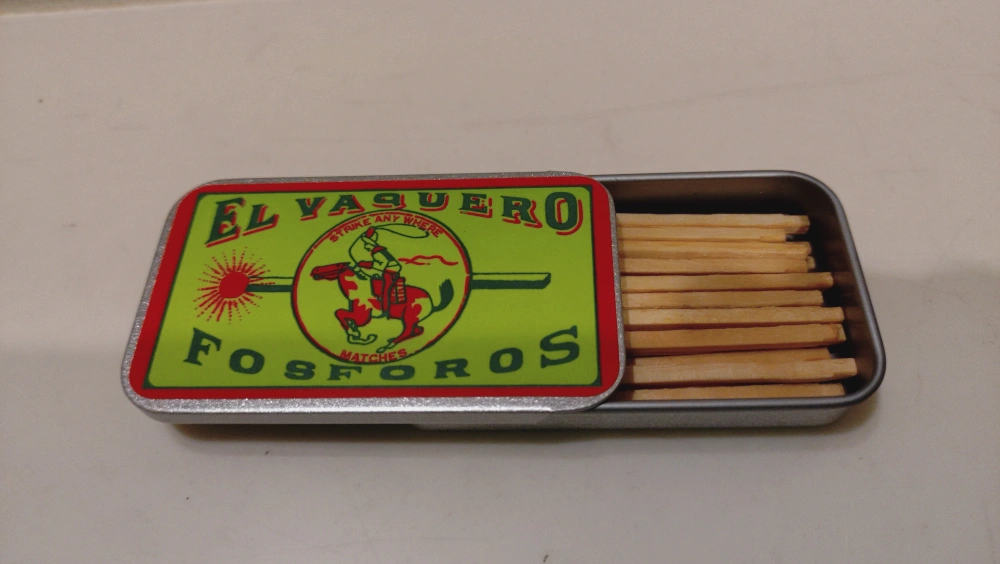 EL VAQUERO
STRIKE ANY WHERE
MATCHES
FOSFOROS